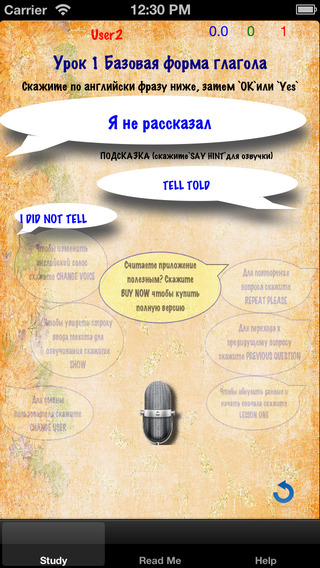 Carrier 12:30 PM
User2 0.0 0 1
Урок 1 Базовая форма глагола
Скажите по английски фразу ниже, затем `OK`или `Yes`
Я не рассказал
ПОДСКАЗКА (скажите`SAY HINT`для озвучки)
TELL TOLD
I DID NOT TELL
Чтобы изменить
английский голос
скажите CHANGE VOICE
Считаете приложение
полезным? Скажите
BUY NOW чтобы купить
полную версию
Для повторения
вопроса скажите
REPEAT PLEASE
Чтобы увидеть строку
ввода текста для
озвучивания скажите
SHOW
Для перехода к
предидущему вопросу
скажите PREVIOUS QUESTION
Для смены
пользователя скажите
CHANGE USER
Чтобы обнулить данные и
начать сначала скажите
LESSON ONE
Study Read Me Help